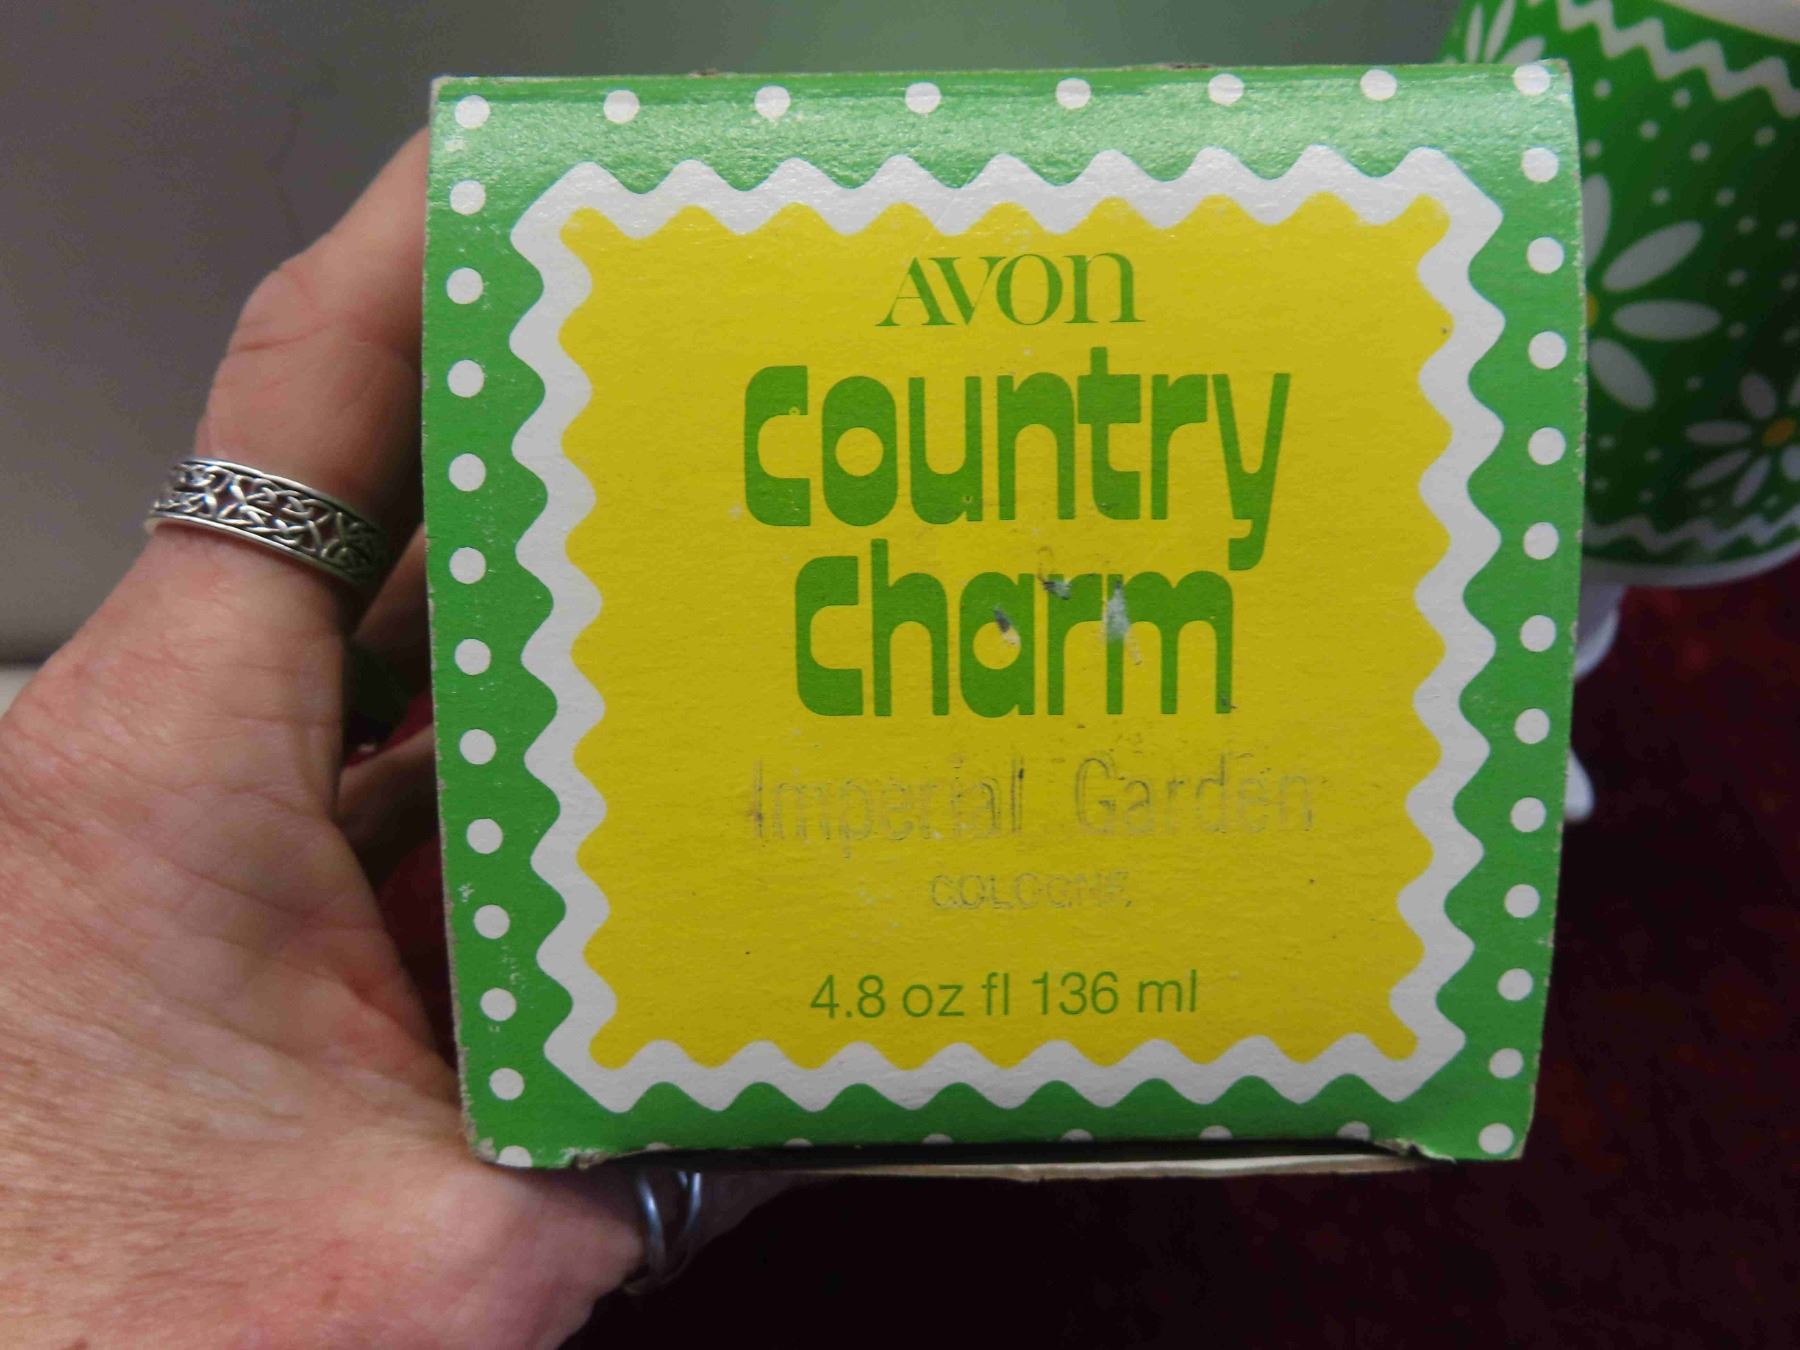 AVON
country
charm
Imperial Garden
COLOGNE
4.8 oz fl 136 ml